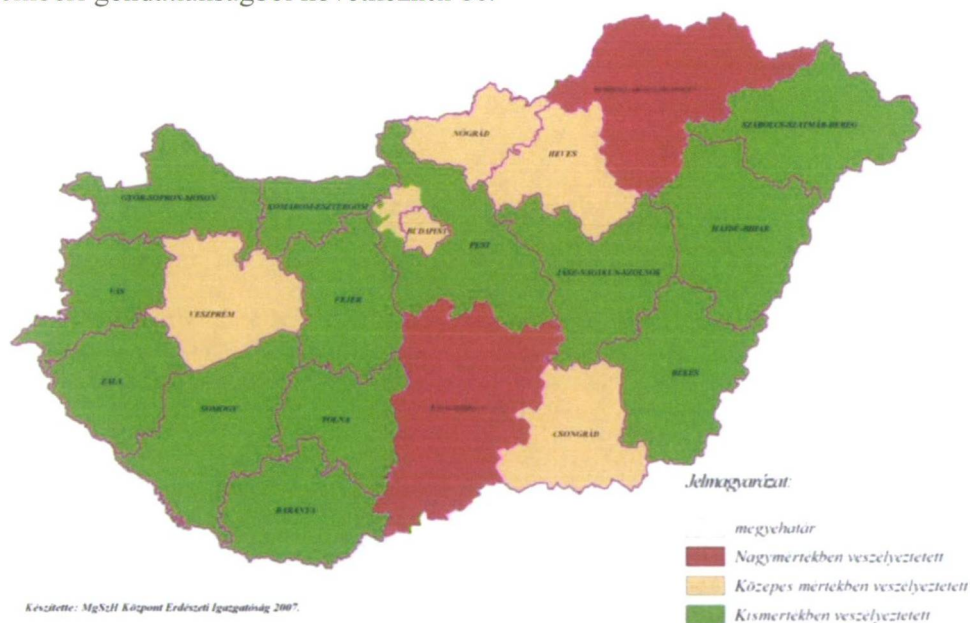 NÓGRÁD
HEVES
SZABOLCS-SZATMÁR-BEREG
GYŐR-SOPRON-MOSON
KOMÁROM-ESZTERGOM
BUDAPEST
PEST
HAJDÚ-BIHAR
JÁSZ-NAGYKUN-SZOLNOK
VAS
VESZPRÉM
FEJÉR
ZALA
SOMOGY
TOLNA
BÉKÉS
CSONGRÁD
BARANYA
Jelmagyarázat:
megyehatár
Nagymértékben veszélyeztetett
Közepes mértékben veszélyeztetett
Kismértékben veszélyeztetett
Készítette: MgSzH Központ Erdészeti Igazgatóság 2007.